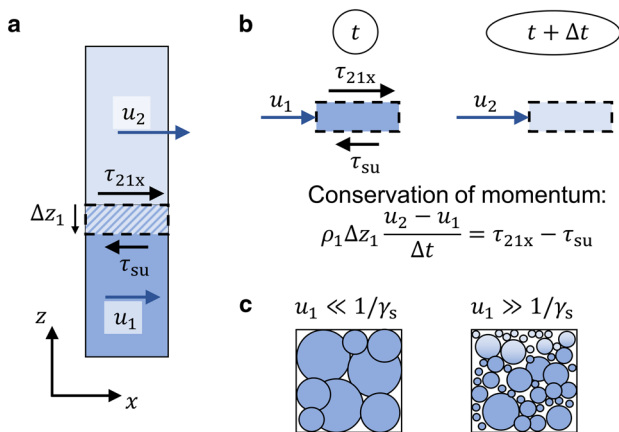 a
u₂
τ₂₁ₓ
Δz₁
τₛᵤ
u₁
z
x
b
t
t + Δt
τ₂₁ₓ
u₁
u₂
τₛᵤ
Conservation of momentum:
ρ₁Δz₁ (u₂ − u₁)/Δt = τ₂₁ₓ − τₛᵤ
c
u₁ ≪ 1/γₛ
u₁ ≫ 1/γₛ